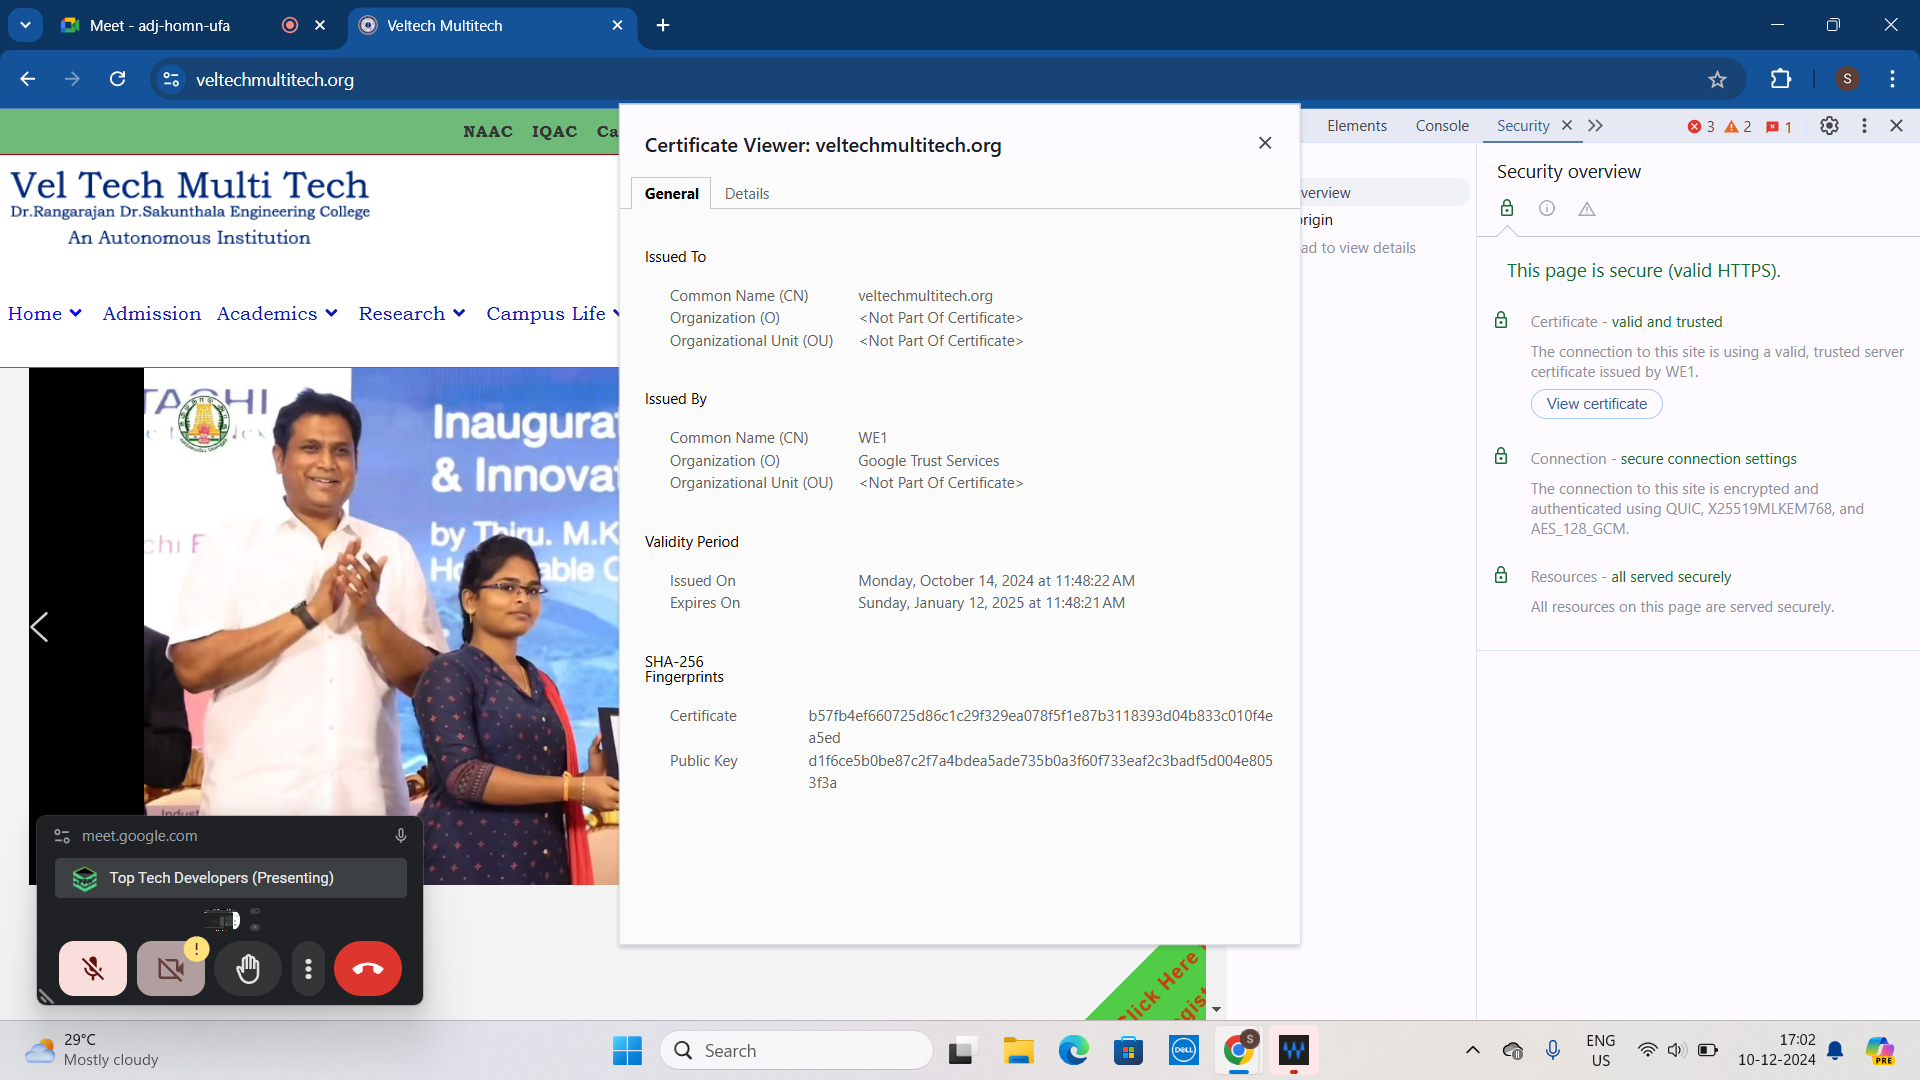 Meet - adj-homn-ufa
Veltech Multitech
veltechmultitech.org
NAAC IQAC Ca
Vel Tech Multi Tech
Dr.Rangarajan Dr.Sakunthala Engineering College
An Autonomous Institution
Home Admission Academics Research Campus Life
Inaugurat
& Innovat
by Thiru. M.K
able C
Certificate Viewer: veltechmultitech.org
General Details
Issued To
Common Name (CN) veltechmultitech.org
Organization (O) <Not Part Of Certificate>
Organizational Unit (OU) <Not Part Of Certificate>
Issued By
Common Name (CN) WE1
Organization (O) Google Trust Services
Organizational Unit (OU) <Not Part Of Certificate>
Validity Period
Issued On Monday, October 14, 2024 at 11:48:22 AM
Expires On Sunday, January 12, 2025 at 11:48:21 AM
SHA-256
Fingerprints
Certificate b57fb4ef660725d86c1c29f329ea078f5f1e87b3118393d04b833c010f4e
a5ed
Public Key d1f6ce5b0be87c2f7a4bdea5ade735b0a3f60f733eaf2c3badf5d004e805
3f3a
Elements Console Security 3 2 1
verview
rigin
ad to view details
Security overview
This page is secure (valid HTTPS).
Certificate - valid and trusted
The connection to this site is using a valid, trusted server
certificate issued by WE1.
View certificate
Connection - secure connection settings
The connection to this site is encrypted and
authenticated using QUIC, X25519MLKEM768, and
AES_128_GCM.
Resources - all served securely
All resources on this page are served securely.
meet.google.com
Top Tech Developers (Presenting)
Click Here
29°C
Mostly cloudy
Search
DELL
S
PRE
ENG
US
17:02
10-12-2024